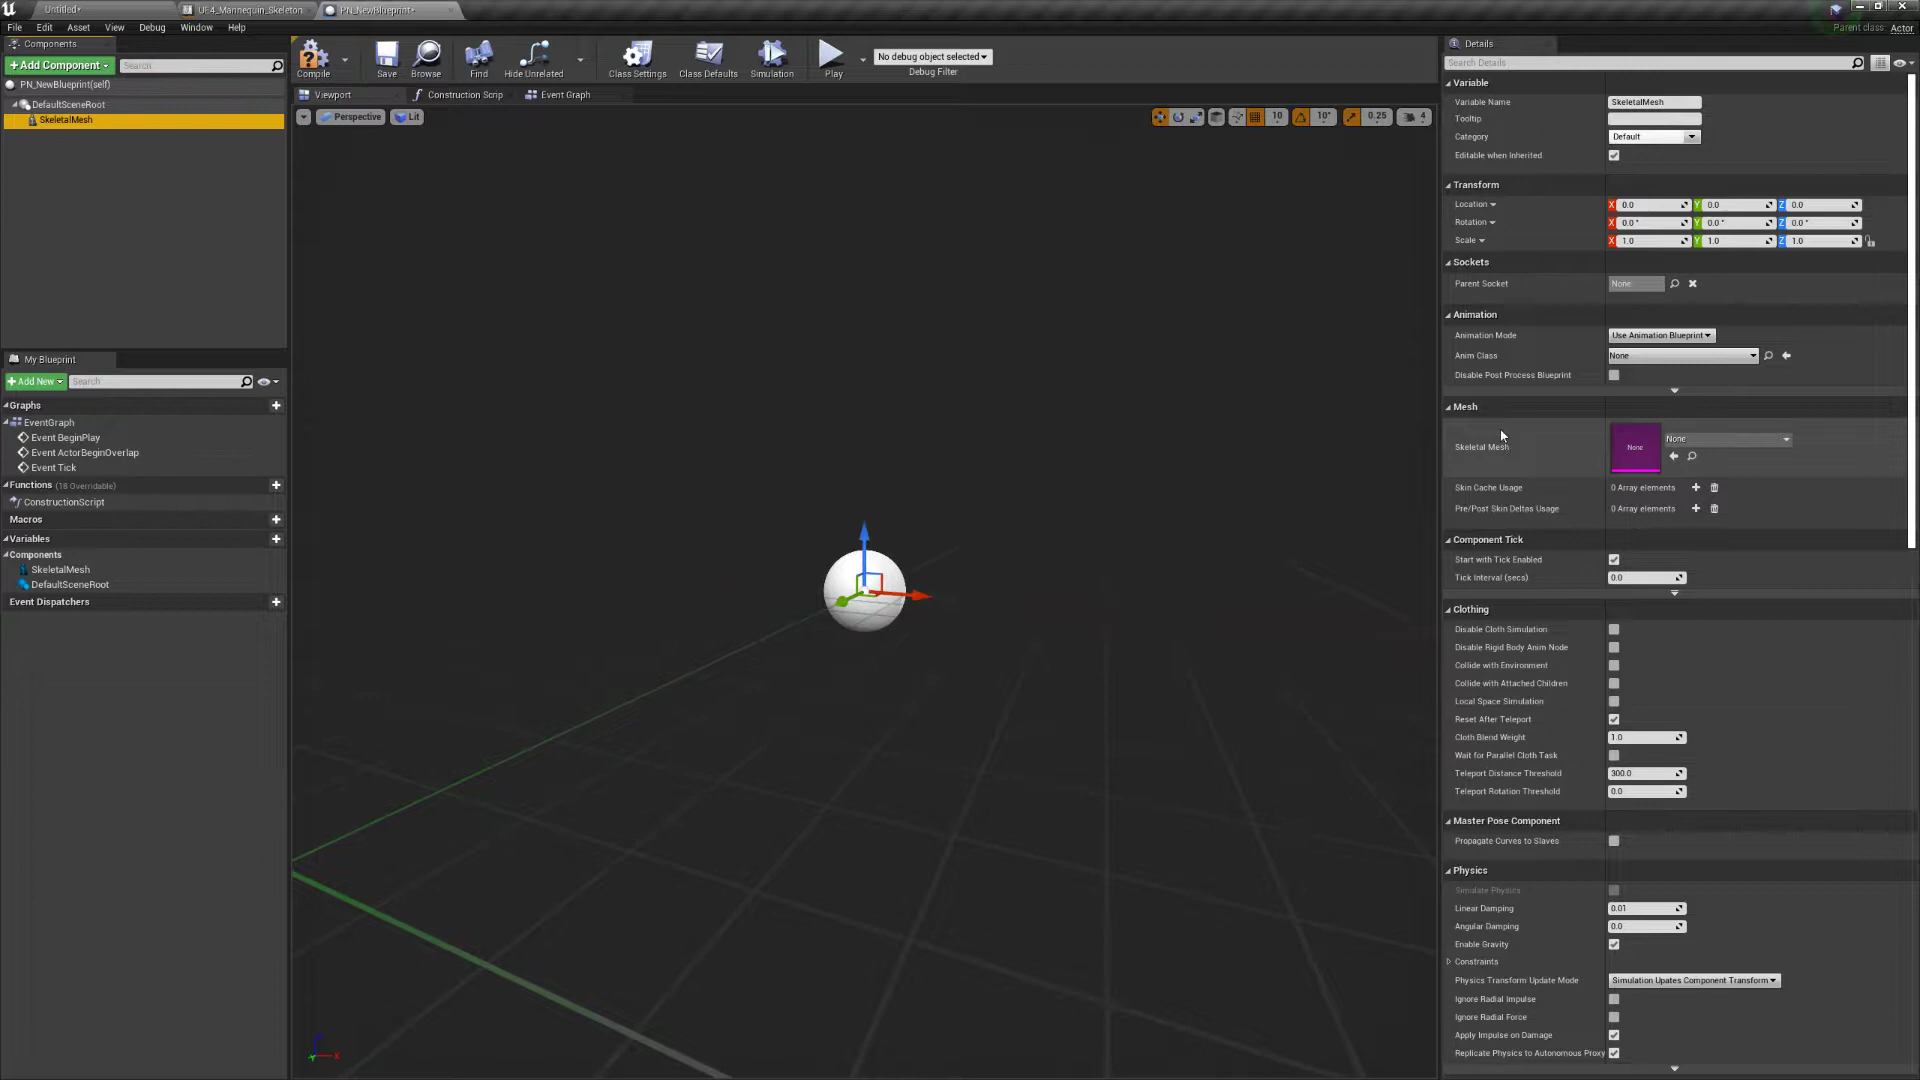 Untitled*
UE4_Mannequin_Skeleton
PN_NewBlueprint*
File Edit Asset View Debug Window Help
Parent class: Actor
Components
+Add Component
Search
PN_NewBlueprint(self)
DefaultSceneRoot
SkeletalMesh
My Blueprint
+Add New
Search
Graphs
EventGraph
Event BeginPlay
Event ActorBeginOverlap
Event Tick
Functions (18 Overridable)
ConstructionScript
Macros
Variables
Components
SkeletalMesh
DefaultSceneRoot
Event Dispatchers
Compile
Save
Browse
Find
Hide Unrelated
Class Settings
Class Defaults
Simulation
Play
No debug object selected
Debug Filter
Viewport
Construction Scrip
Event Graph
Perspective
Lit
10
10°
0.25
4
Z
Y
X
Details
Search Details
Variable
Variable Name SkeletalMesh
Tooltip
Category Default
Editable when Inherited
Transform
Location X 0.0 Y 0.0 Z 0.0
Rotation X 0.0 ° Y 0.0 ° Z 0.0 °
Scale X 1.0 Y 1.0 Z 1.0
Sockets
Parent Socket None
Animation
Animation Mode Use Animation Blueprint
Anim Class None
Disable Post Process Blueprint
Mesh
Skeletal Mesh None None
Skin Cache Usage 0 Array elements
Pre/Post Skin Deltas Usage 0 Array elements
Component Tick
Start with Tick Enabled
Tick Interval (secs) 0.0
Clothing
Disable Cloth Simulation
Disable Rigid Body Anim Node
Collide with Environment
Collide with Attached Children
Local Space Simulation
Reset After Teleport
Cloth Blend Weight 1.0
Wait for Parallel Cloth Task
Teleport Distance Threshold 300.0
Teleport Rotation Threshold 0.0
Master Pose Component
Propagate Curves to Slaves
Physics
Simulate Physics
Linear Damping 0.01
Angular Damping 0.0
Enable Gravity
Constraints
Physics Transform Update Mode Simulation Upates Component Transform
Ignore Radial Impulse
Ignore Radial Force
Apply Impulse on Damage
Replicate Physics to Autonomous Proxy